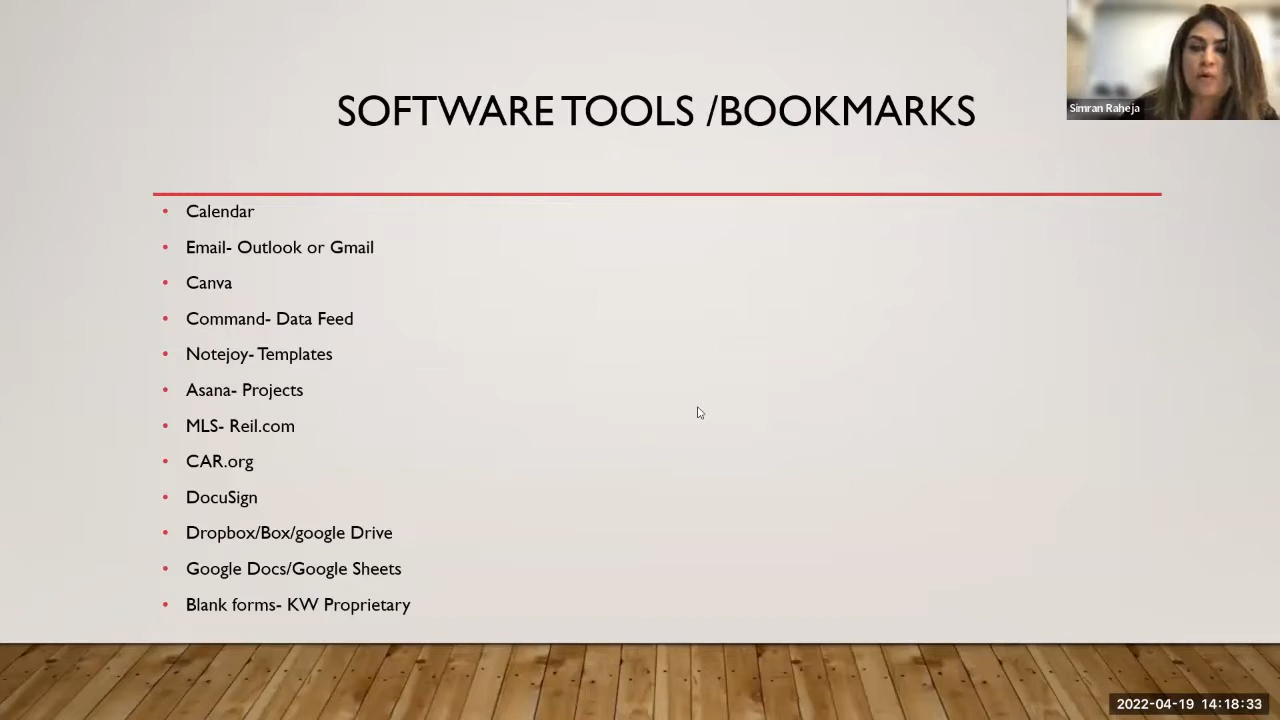 SOFTWARE TOOLS /BOOKMARKS
Simran Raheja
Calendar
Email- Outlook or Gmail
Canva
Command- Data Feed
Notejoy- Templates
Asana- Projects
MLS- Reil.com
CAR.org
DocuSign
Dropbox/Box/google Drive
Google Docs/Google Sheets
Blank forms- KW Proprietary
2022-04-19 14:18:33